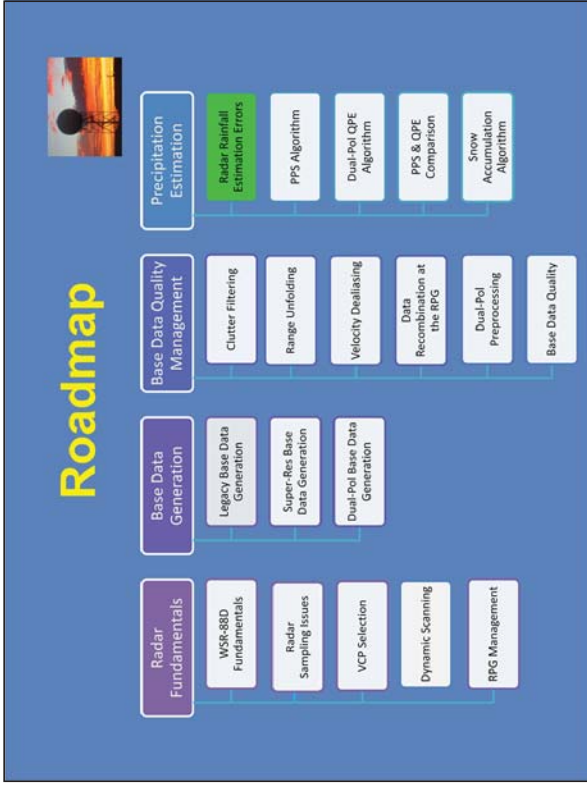 Roadmap
Radar
Fundamentals
WSR-88D
Fundamentals
Radar
Sampling Issues
VCP Selection
Dynamic Scanning
RPG Management
Base Data
Generation
Legacy Base Data
Generation
Super-Res Base
Data Generation
Dual-Pol Base Data
Generation
Base Data Quality
Management
Clutter Filtering
Range Unfolding
Velocity Dealiasing
Data
Recombination at
the RPG
Dual-Pol
Preprocessing
Base Data Quality
Precipitation
Estimation
Radar Rainfall
Estimation Errors
PPS Algorithm
Dual-Pol QPE
Algorithm
PPS & QPE
Comparison
Snow
Accumulation
Algorithm